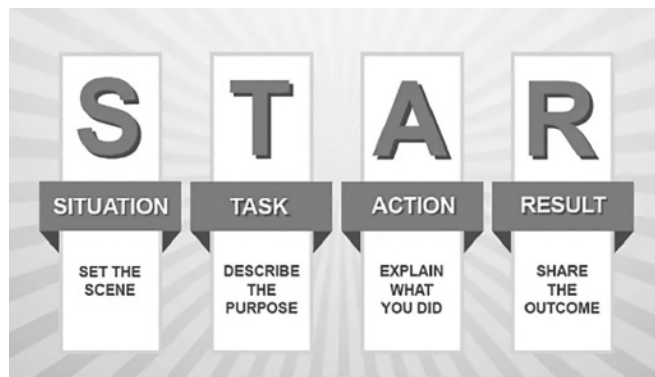 S
SITUATION
SET THE
SCENE
T
TASK
DESCRIBE
THE
PURPOSE
A
ACTION
EXPLAIN
WHAT
YOU DID
R
RESULT
SHARE
THE
OUTCOME